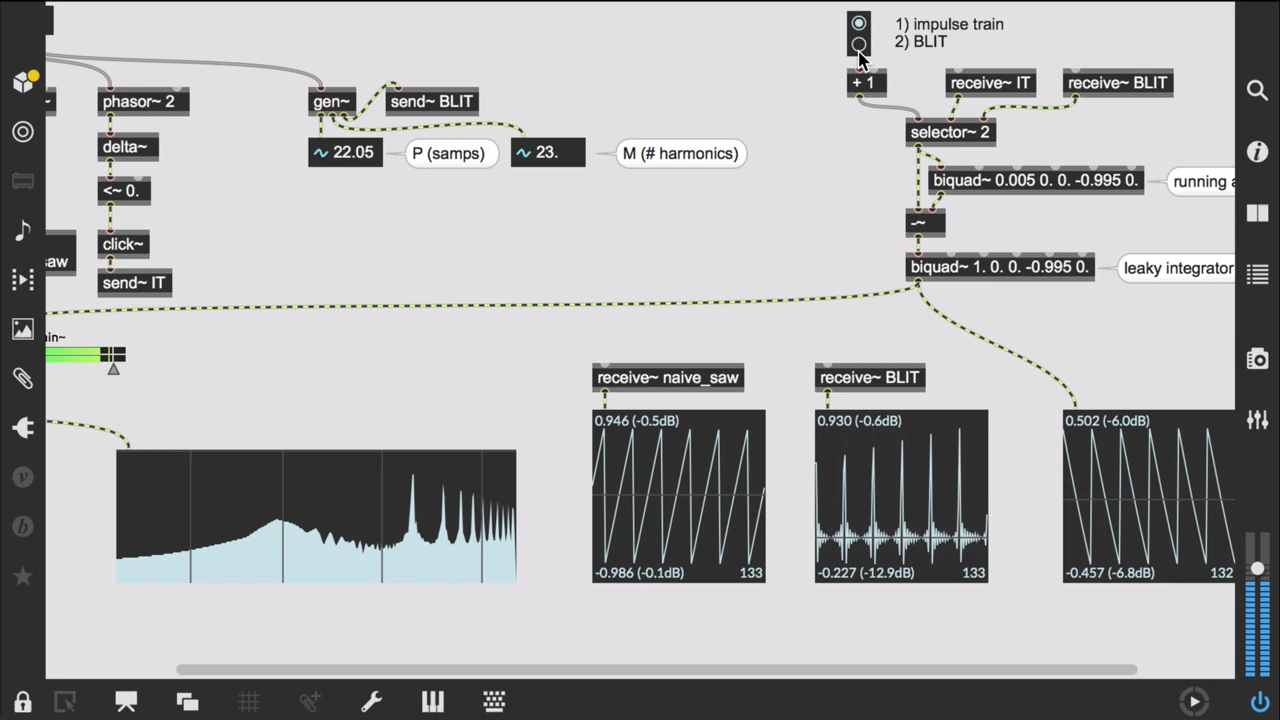 1) impulse train
2) BLIT
+ 1
receive~ IT
receive~ BLIT
phasor~ 2
gen~
send~ BLIT
selector~ 2
delta~
22.05
P (samps)
23.
M (# harmonics)
biquad~ 0.005 0. 0. -0.995 0.
running a
<~ 0.
-~
click~
aw
biquad~ 1. 0. 0. -0.995 0.
leaky integrator
send~ IT
in~
receive~ naive_saw
receive~ BLIT
0.946 (-0.5dB)
-0.986 (-0.1dB)
133
0.930 (-0.6dB)
-0.227 (-12.9dB)
133
0.502 (-6.0dB)
-0.457 (-6.8dB)
132